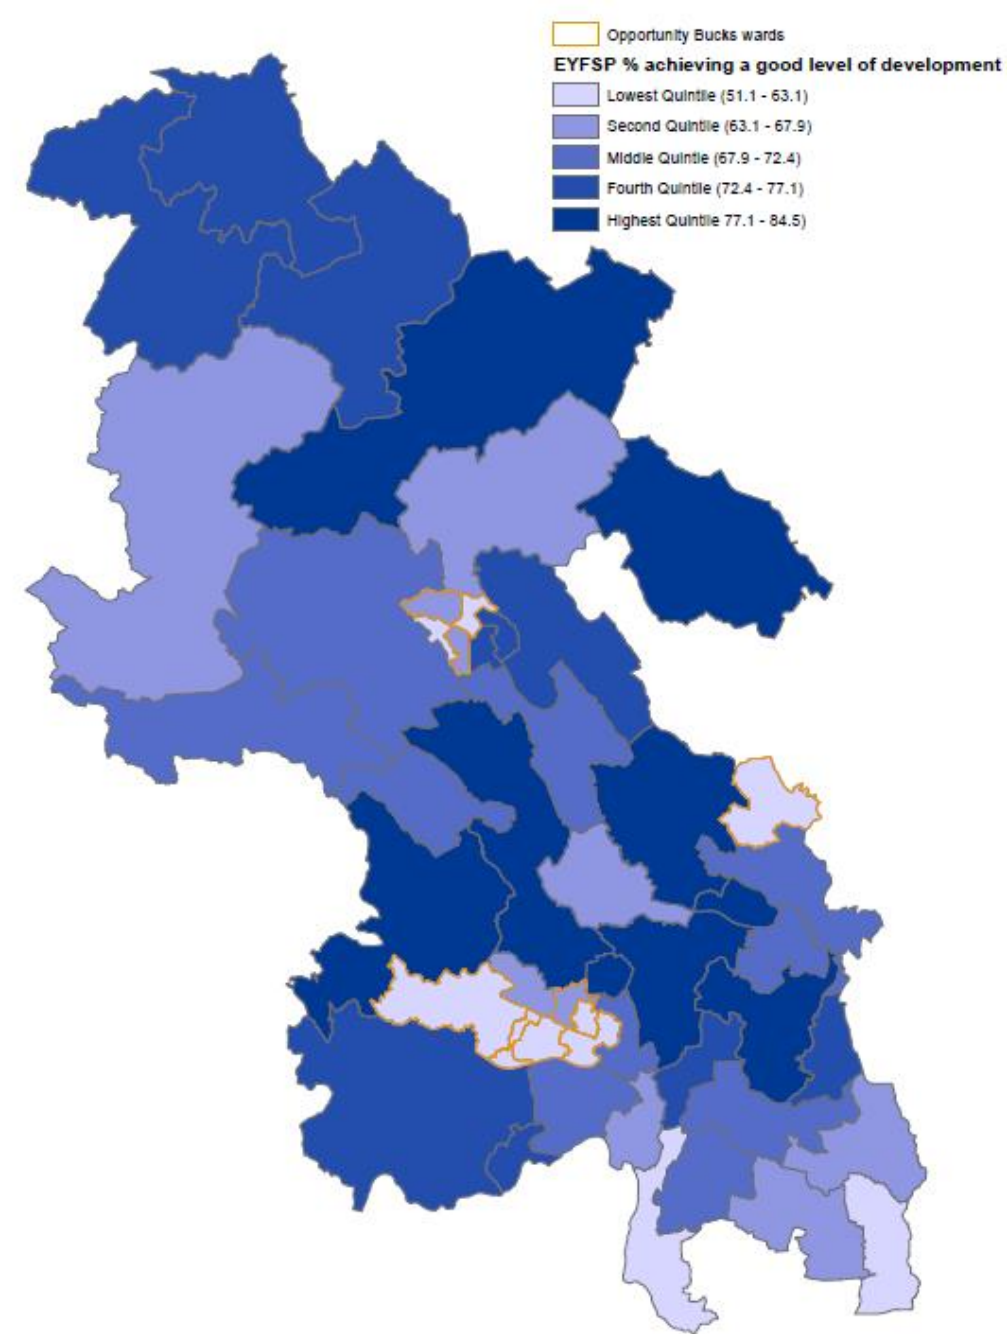 Opportunity Bucks wards
EYFSP % achieving a good level of development
Lowest Quintile (51.1 - 63.1)
Second Quintile (63.1 - 67.9)
Middle Quintile (67.9 - 72.4)
Fourth Quintile (72.4 - 77.1)
Highest Quintile 77.1 - 84.5)